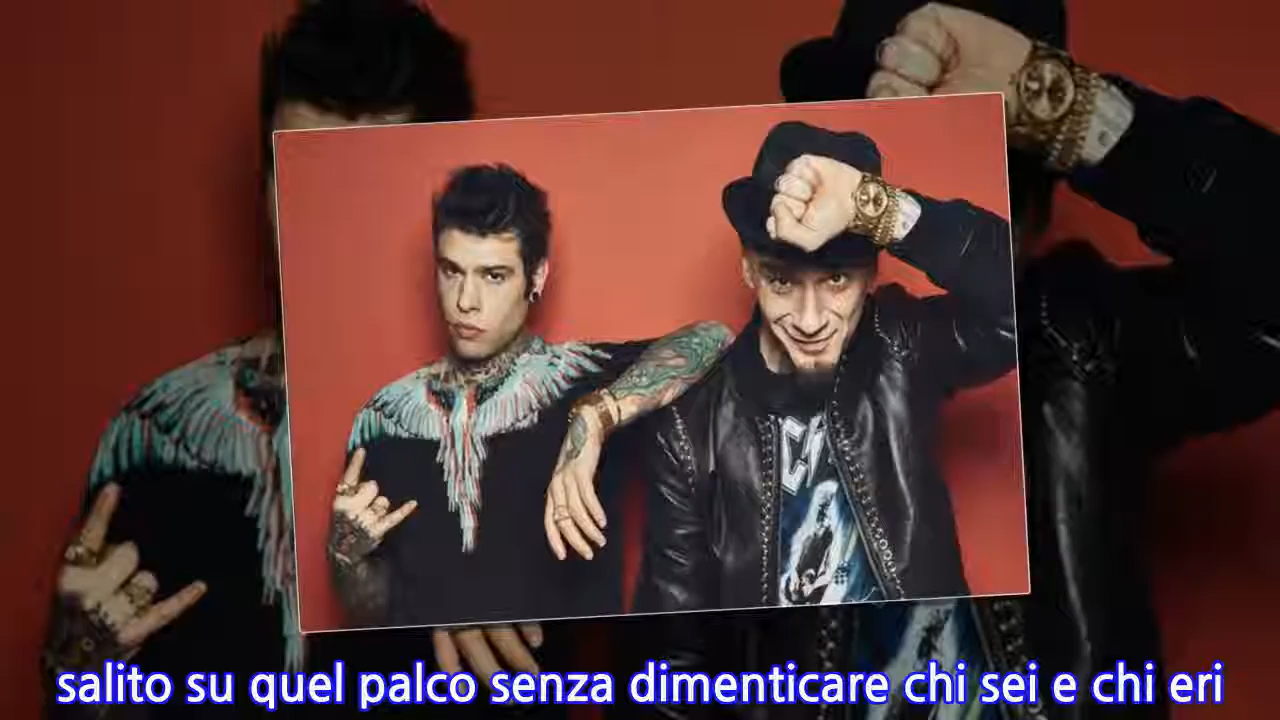 salito su quel palco senza dimenticare chi sei e chi eri